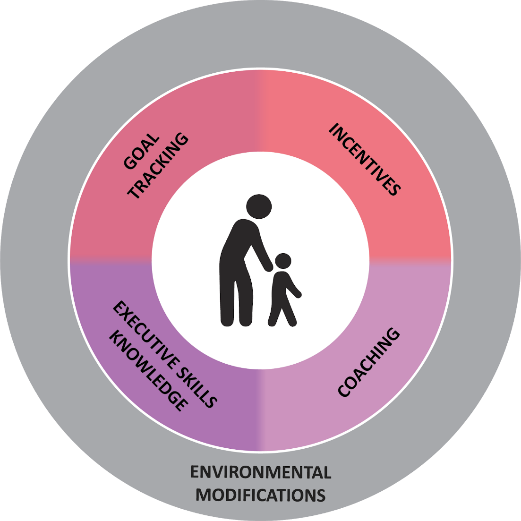 GOAL
TRACKING
INCENTIVES
EXECUTIVE SKILLS
KNOWLEDGE
COACHING
ENVIRONMENTAL
MODIFICATIONS